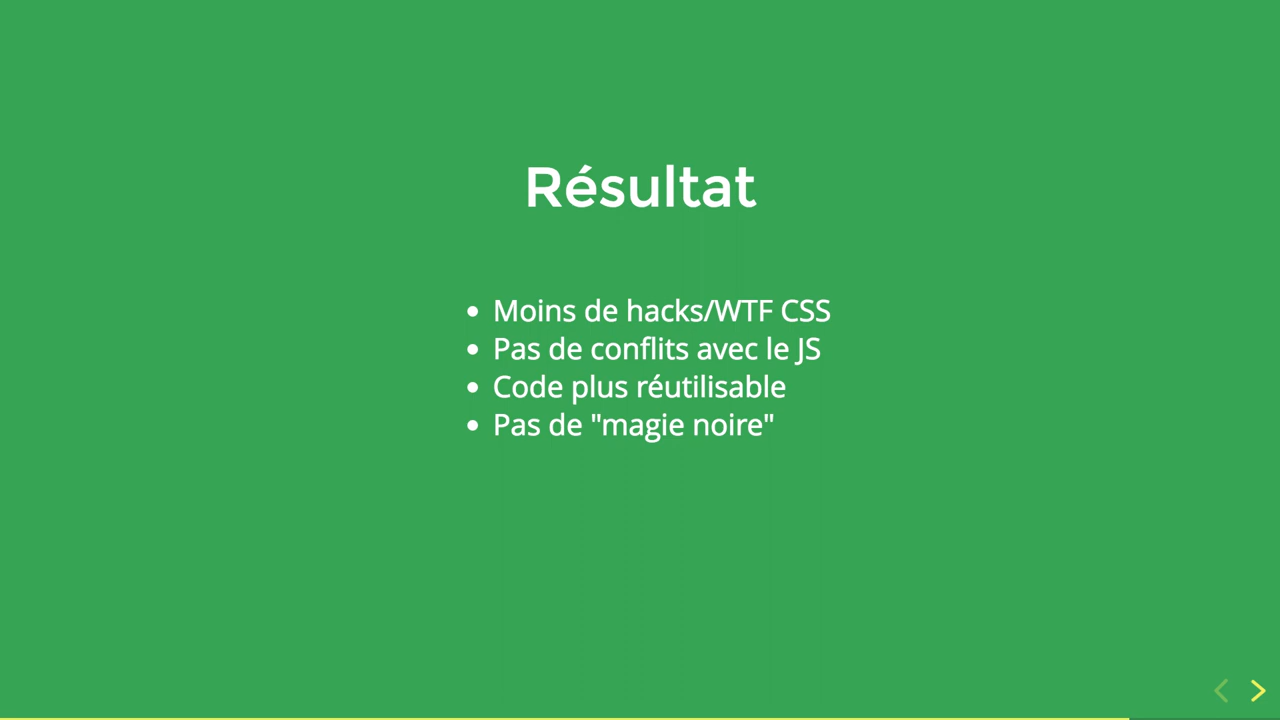 Résultat
Moins de hacks/WTF CSS
Pas de conflits avec le JS
Code plus réutilisable
Pas de "magie noire"